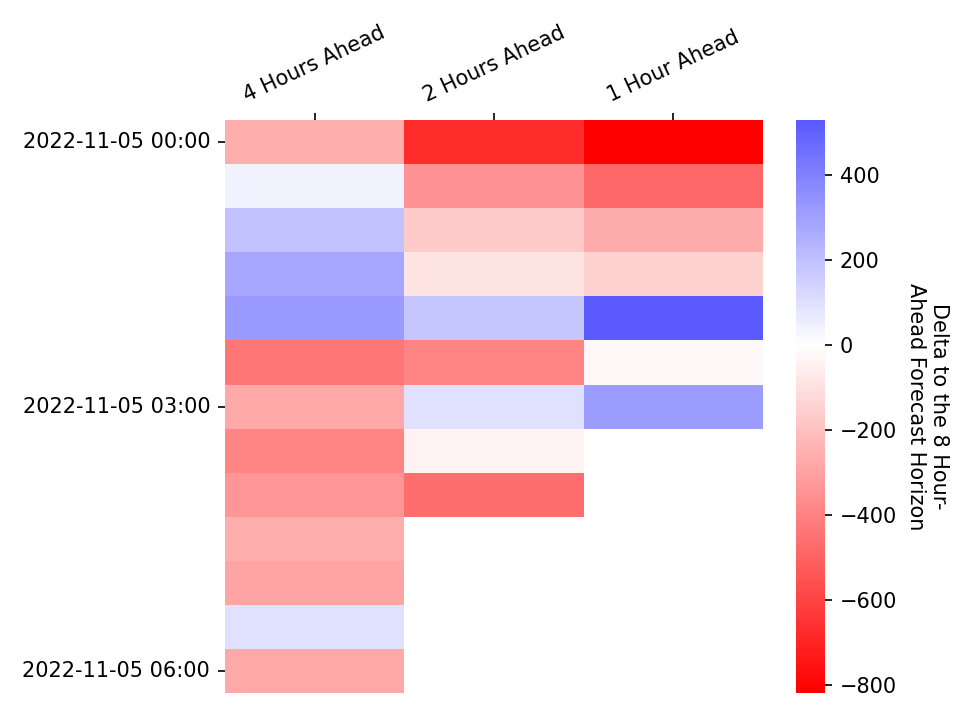 4 Hours Ahead
2 Hours Ahead
1 Hour Ahead
2022-11-05 00:00
2022-11-05 03:00
2022-11-05 06:00
400
200
0
−200
−400
−600
−800
Delta to the 8 Hour-
Ahead Forecast Horizon